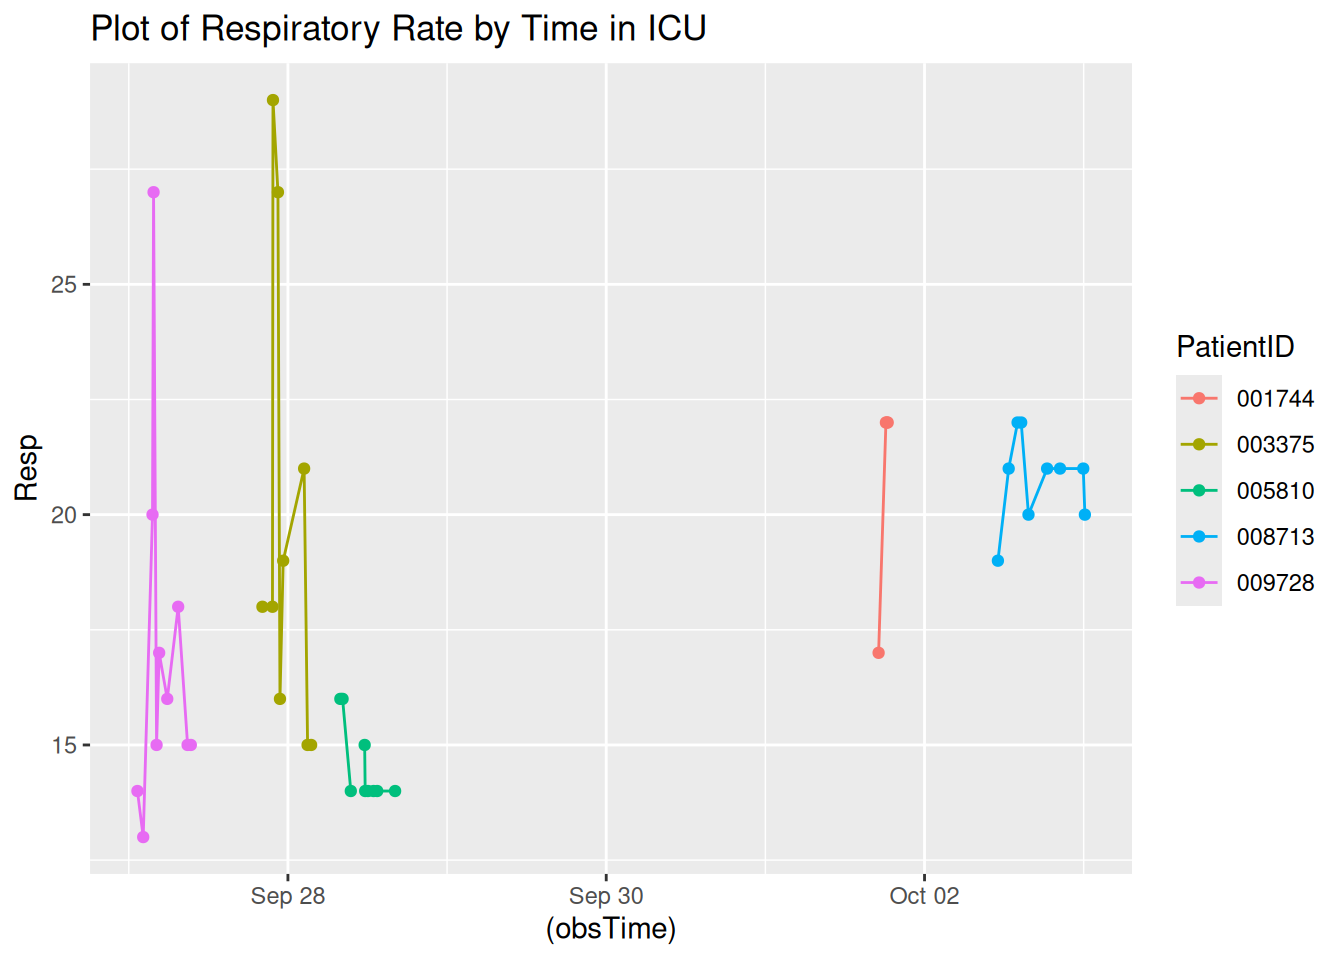 Plot of Respiratory Rate by Time in ICU
Resp
25
20
15
Sep 28
Sep 30
Oct 02
(obsTime)
PatientID
001744
003375
005810
008713
009728